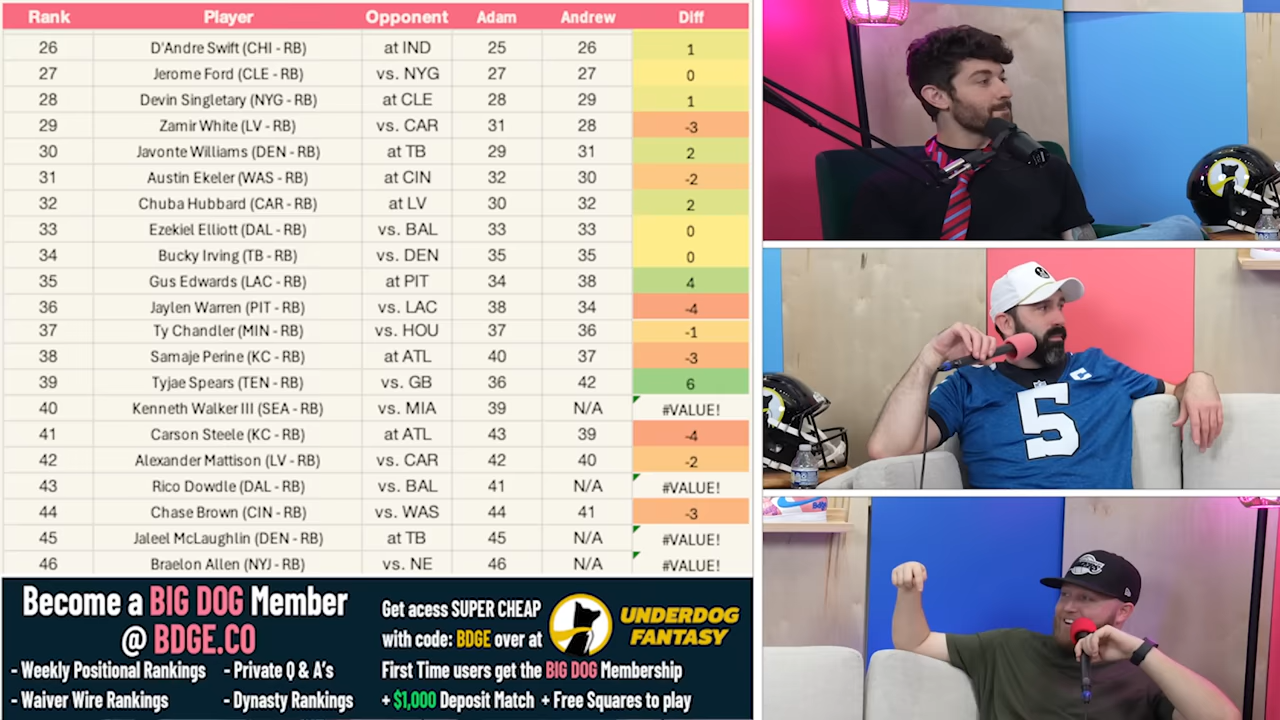 Rank Player Opponent Adam Andrew Diff
26 D'Andre Swift (CHI - RB) at IND 25 26 1
27 Jerome Ford (CLE - RB) vs. NYG 27 27 0
28 Devin Singletary (NYG - RB) at CLE 28 29 1
29 Zamir White (LV - RB) vs. CAR 31 28 -3
30 Javonte Williams (DEN - RB) at TB 29 31 2
31 Austin Ekeler (WAS - RB) at CIN 32 30 -2
32 Chuba Hubbard (CAR - RB) at LV 30 32 2
33 Ezekiel Elliott (DAL - RB) vs. BAL 33 33 0
34 Bucky Irving (TB - RB) vs. DEN 35 35 0
35 Gus Edwards (LAC - RB) at PIT 34 38 4
36 Jaylen Warren (PIT - RB) vs. LAC 38 34 -4
37 Ty Chandler (MIN - RB) vs. HOU 37 36 -1
38 Samaje Perine (KC - RB) at ATL 40 37 -3
39 Tyjae Spears (TEN - RB) vs. GB 36 42 6
40 Kenneth Walker III (SEA - RB) vs. MIA 39 N/A #VALUE!
41 Carson Steele (KC - RB) at ATL 43 39 -4
42 Alexander Mattison (LV - RB) vs. CAR 42 40 -2
43 Rico Dowdle (DAL - RB) vs. BAL 41 N/A #VALUE!
44 Chase Brown (CIN - RB) vs. WAS 44 41 -3
45 Jaleel McLaughlin (DEN - RB) at TB 45 N/A #VALUE!
46 Braelon Allen (NYJ - RB) vs. NE 46 N/A #VALUE!
Become a BIG DOG Member
@ BDGE.CO
- Weekly Positional Rankings - Private Q & A's
- Waiver Wire Rankings - Dynasty Rankings
Get acess SUPER CHEAP
with code: BDGE over at
UNDERDOG
FANTASY
First Time users get the BIG DOG Membership
+ $1,000 Deposit Match + Free Squares to play
C
5